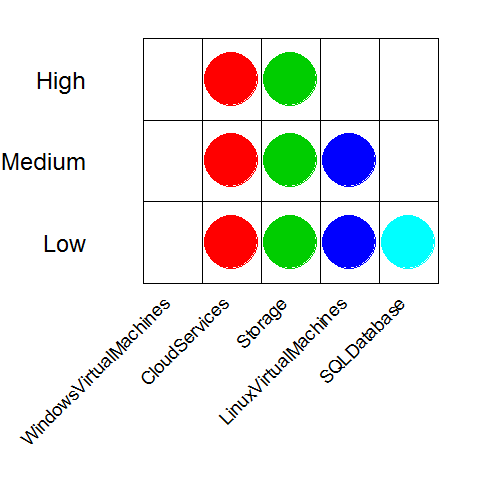 High
Medium
Low
WindowsVirtualMachines
CloudServices
Storage
LinuxVirtualMachines
SQLDatabase